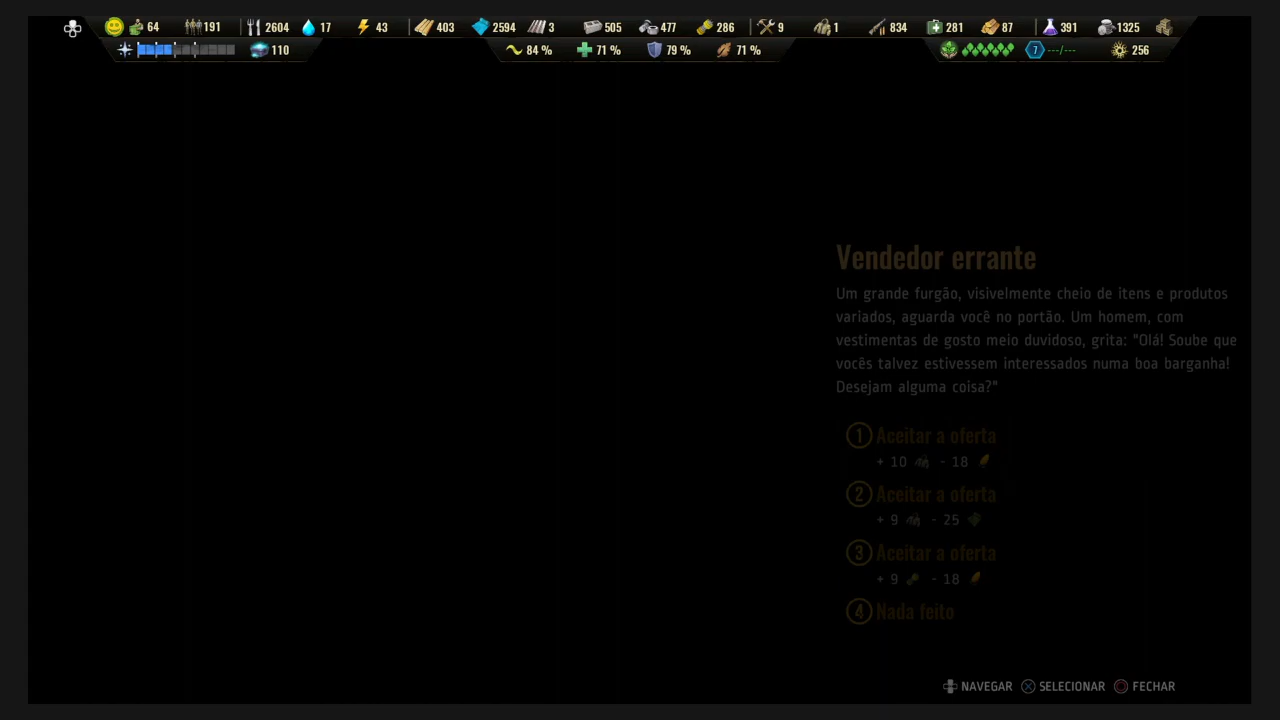 64 191 2604 17 43 403 2594 3 505 477 286 9 1 834 281 87 391 1325
110 84 % 71 % 79 % 71 % 7 ---/--- 256
Vendedor errante
Um grande furgão, visivelmente cheio de itens e produtos
variados, aguarda você no portão. Um homem, com
vestimentas de gosto meio duvidoso, grita: "Olá! Soube que
vocês talvez estivessem interessados numa boa barganha!
Desejam alguma coisa?"
1 Aceitar a oferta
+ 10 - 18
2 Aceitar a oferta
+ 9 - 25
3 Aceitar a oferta
+ 9 - 18
4 Nada feito
NAVEGAR SELECIONAR FECHAR